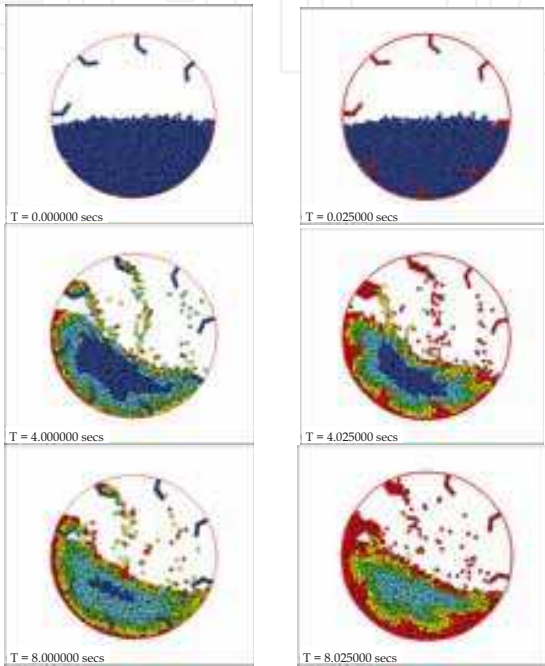 T = 0.000000 secs
T = 0.025000 secs
T = 4.000000 secs
T = 4.025000 secs
T = 8.000000 secs
T = 8.025000 secs